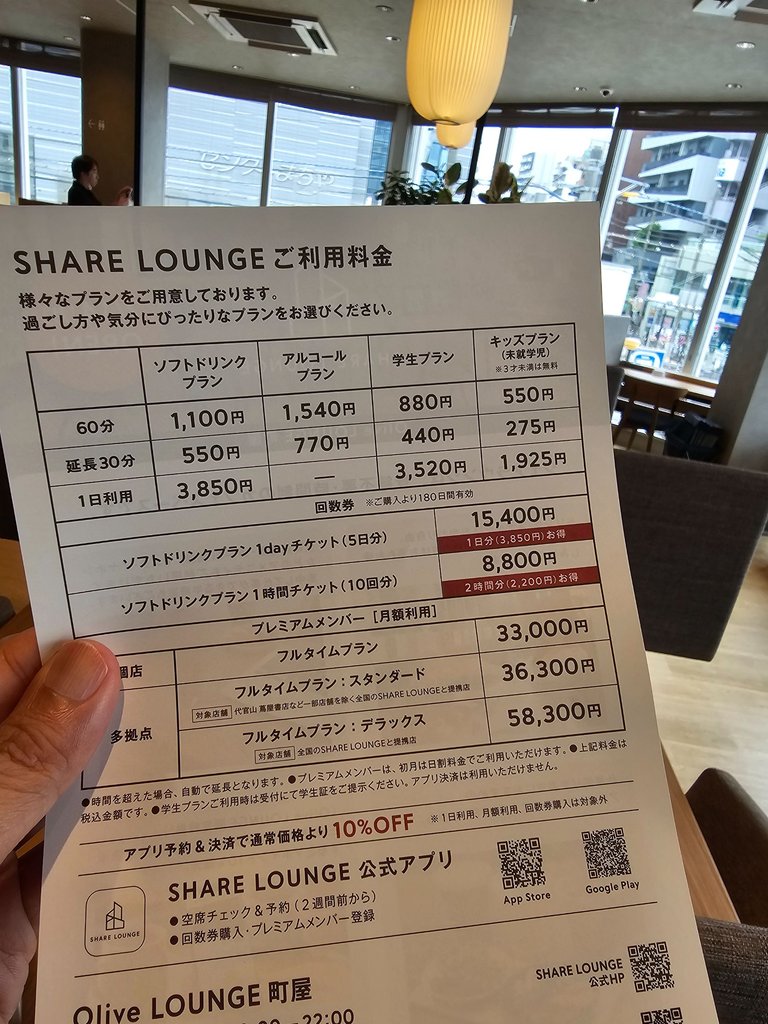 センターまちや
SHARE LOUNGE ご利用料金
様々なプランをご用意しております。
過ごし方や気分にぴったりなプランをお選びください。
ソフトドリンクプラン アルコールプラン 学生プラン キッズプラン（未就学児）※3才未満は無料
60分 1,100円 1,540円 880円 550円
延長30分 550円 770円 440円 275円
1日利用 3,850円 — 3,520円 1,925円
回数券 ※ご購入より180日間有効
ソフトドリンクプラン 1dayチケット（5日分） 15,400円
1日分（3,850円）お得
ソフトドリンクプラン 1時間チケット（10回分） 8,800円
2時間分（2,200円）お得
プレミアムメンバー［月額利用］
個店 フルタイムプラン 33,000円
多拠点 フルタイムプラン：スタンダード 36,300円
対象店舗 代官山 蔦屋書店など一部店舗を除く全国のSHARE LOUNGEと提携店
フルタイムプラン：デラックス 58,300円
対象店舗 全国のSHARE LOUNGEと提携店
●時間を超えた場合、自動で延長となります。●プレミアムメンバーは、初月は日割料金でご利用いただけます。●上記料金は
税込金額です。●学生プランご利用時は受付にて学生証をご提示ください。アプリ決済は利用いただけません。
アプリ予約＆決済で通常価格より 10%OFF ※1日利用、月額利用、回数券購入は対象外
SHARE LOUNGE 公式アプリ
●空席チェック＆予約（2週間前から）
●回数券購入・プレミアムメンバー登録
SHARE LOUNGE
App Store
Google Play
SHARE LOUNGE
公式HP
Olive LOUNGE 町屋
:00 – 22:00